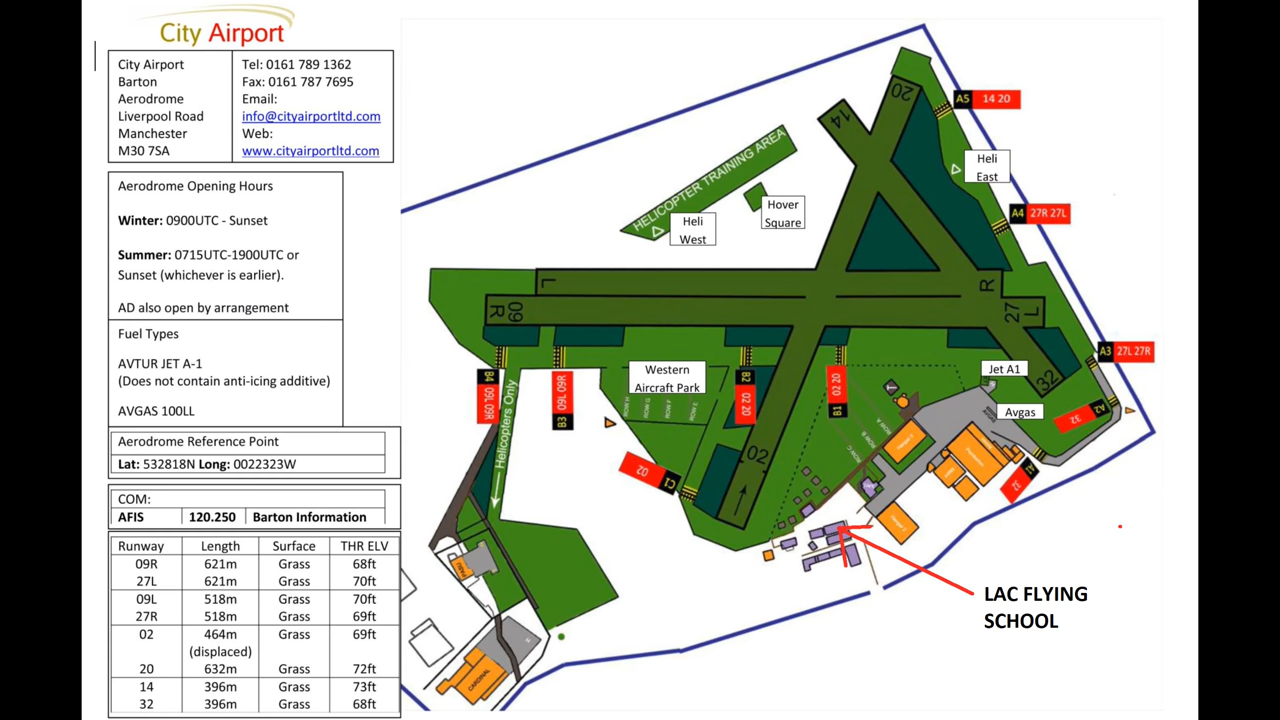 City Airport
City Airport
Barton
Aerodrome
Liverpool Road
Manchester
M30 7SA
Tel: 0161 789 1362
Fax: 0161 787 7695
Email:
info@cityairportltd.com
Web:
www.cityairportltd.com
Aerodrome Opening Hours
Winter: 0900UTC - Sunset
Summer: 0715UTC-1900UTC or
Sunset (whichever is earlier).
AD also open by arrangement
Fuel Types
AVTUR JET A-1
(Does not contain anti-icing additive)
AVGAS 100LL
Aerodrome Reference Point
Lat: 532818N Long: 0022323W
COM:
AFIS 120.250 Barton Information
Runway Length Surface THR ELV
09R 621m Grass 68ft
27L 621m Grass 70ft
09L 518m Grass 70ft
27R 518m Grass 69ft
02 464m Grass 69ft
(displaced)
20 632m Grass 72ft
14 396m Grass 73ft
32 396m Grass 68ft
20
A5 14 20
14
HELICOPTER TRAINING AREA
Heli
East
Hover
Square
Heli
West
A4 27R 27L
L
R
09
R
27
L
A3 27L 27R
B4 09L 09R
Helicopters Only
B3 09L 09R
Western
Aircraft Park
B2 02 20
B1 02 20
Jet A1
32
Avgas
A2 32
ROW H
ROW G
ROW F
ROW E
ROW A
ROW B
ROW C
02
C1 02
A1 32
CARDINAL
H
LAC FLYING
SCHOOL